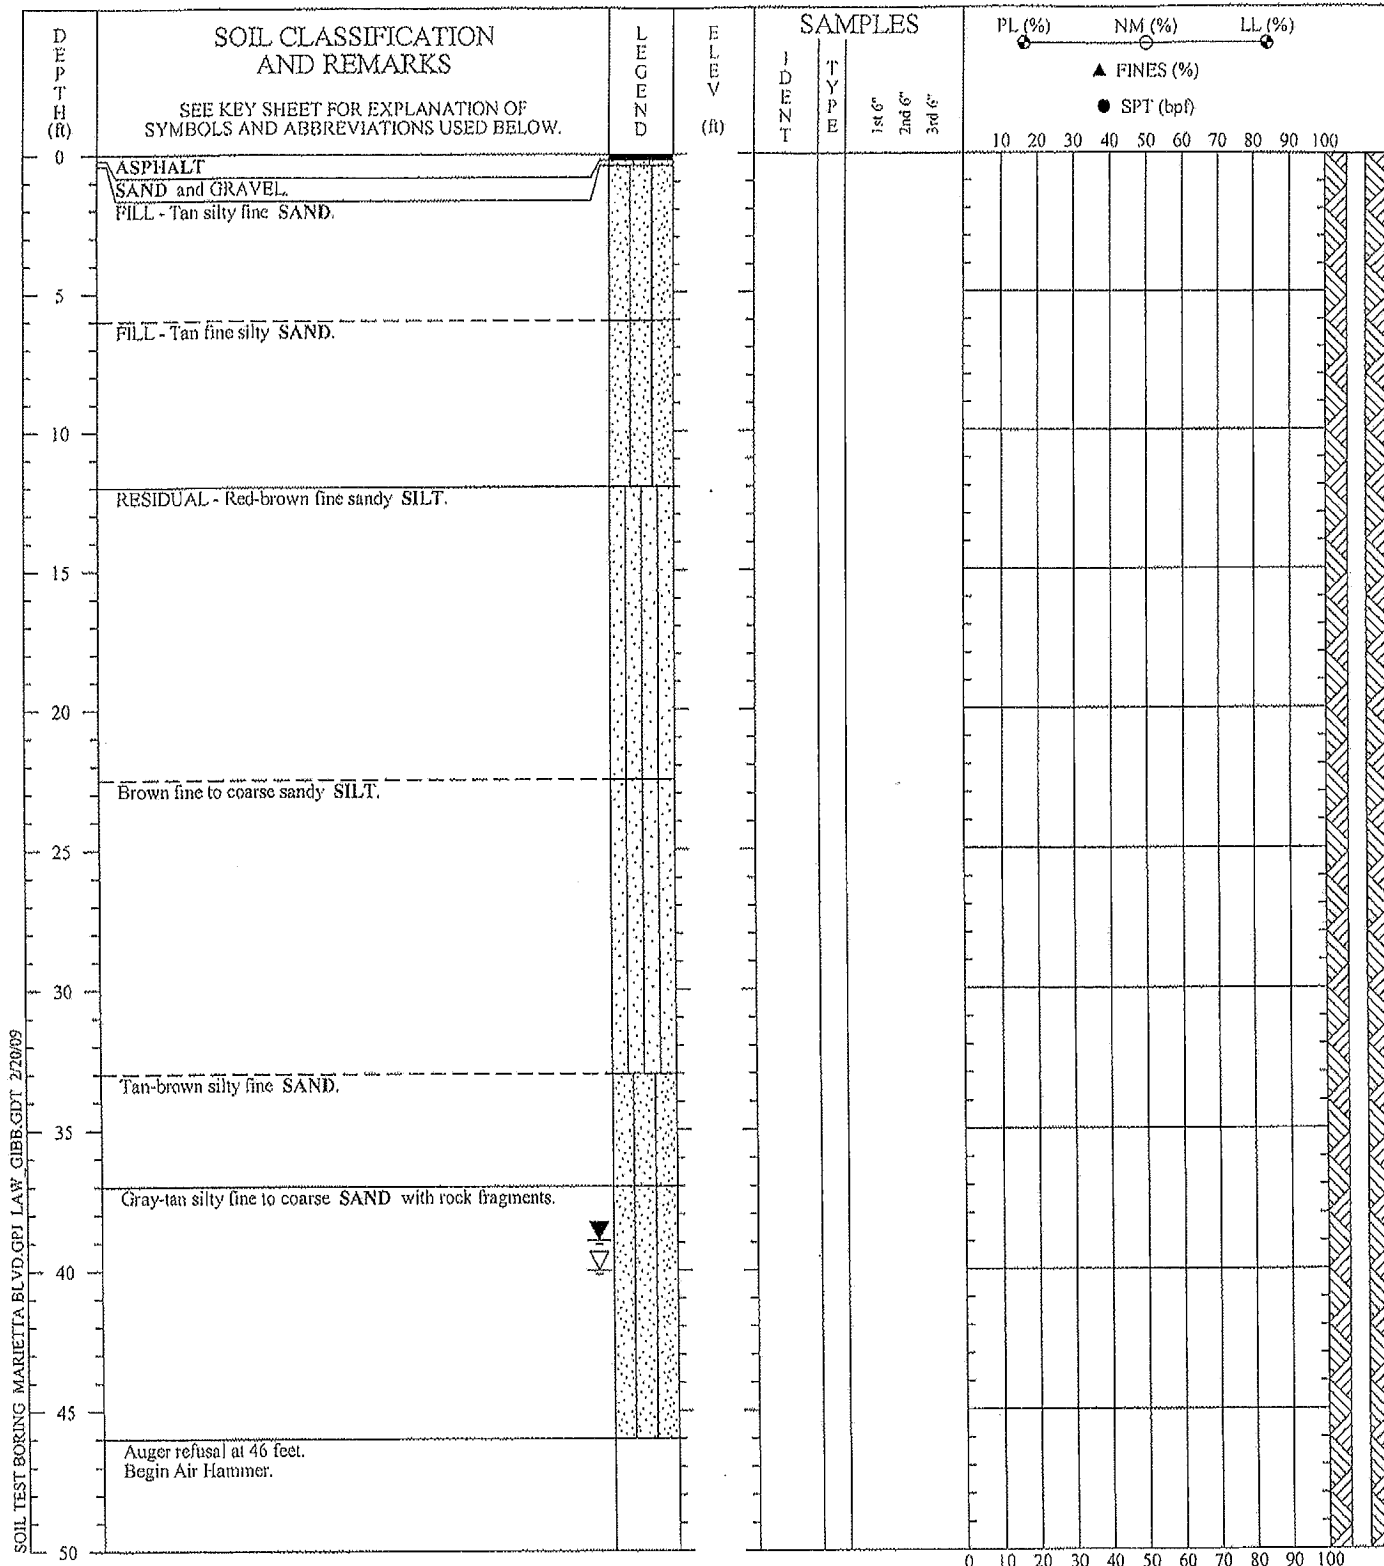 DEPTH (ft)
SOIL CLASSIFICATION
AND REMARKS
SEE KEY SHEET FOR EXPLANATION OF
SYMBOLS AND ABBREVIATIONS USED BELOW.
LEGEND
ELEV (ft)
SAMPLES
IDENT
TYPE
1st 6"
2nd 6"
3rd 6"
PL (%) NM (%) LL (%)
▲ FINES (%)
● SPT (bpf)
10 20 30 40 50 60 70 80 90 100
0
ASPHALT
SAND and GRAVEL.
FILL - Tan silty fine SAND.
5
FILL - Tan fine silty SAND.
10
RESIDUAL - Red-brown fine sandy SILT.
15
20
Brown fine to coarse sandy SILT.
25
30
Tan-brown silty fine SAND.
35
Gray-tan silty fine to coarse SAND with rock fragments.
40
45
Auger refusal at 46 feet.
Begin Air Hammer.
50
0 10 20 30 40 50 60 70 80 90 100
SOIL TEST BORING MARIETTA BLVD.GPJ LAW_GIBB.GDT 2/20/09